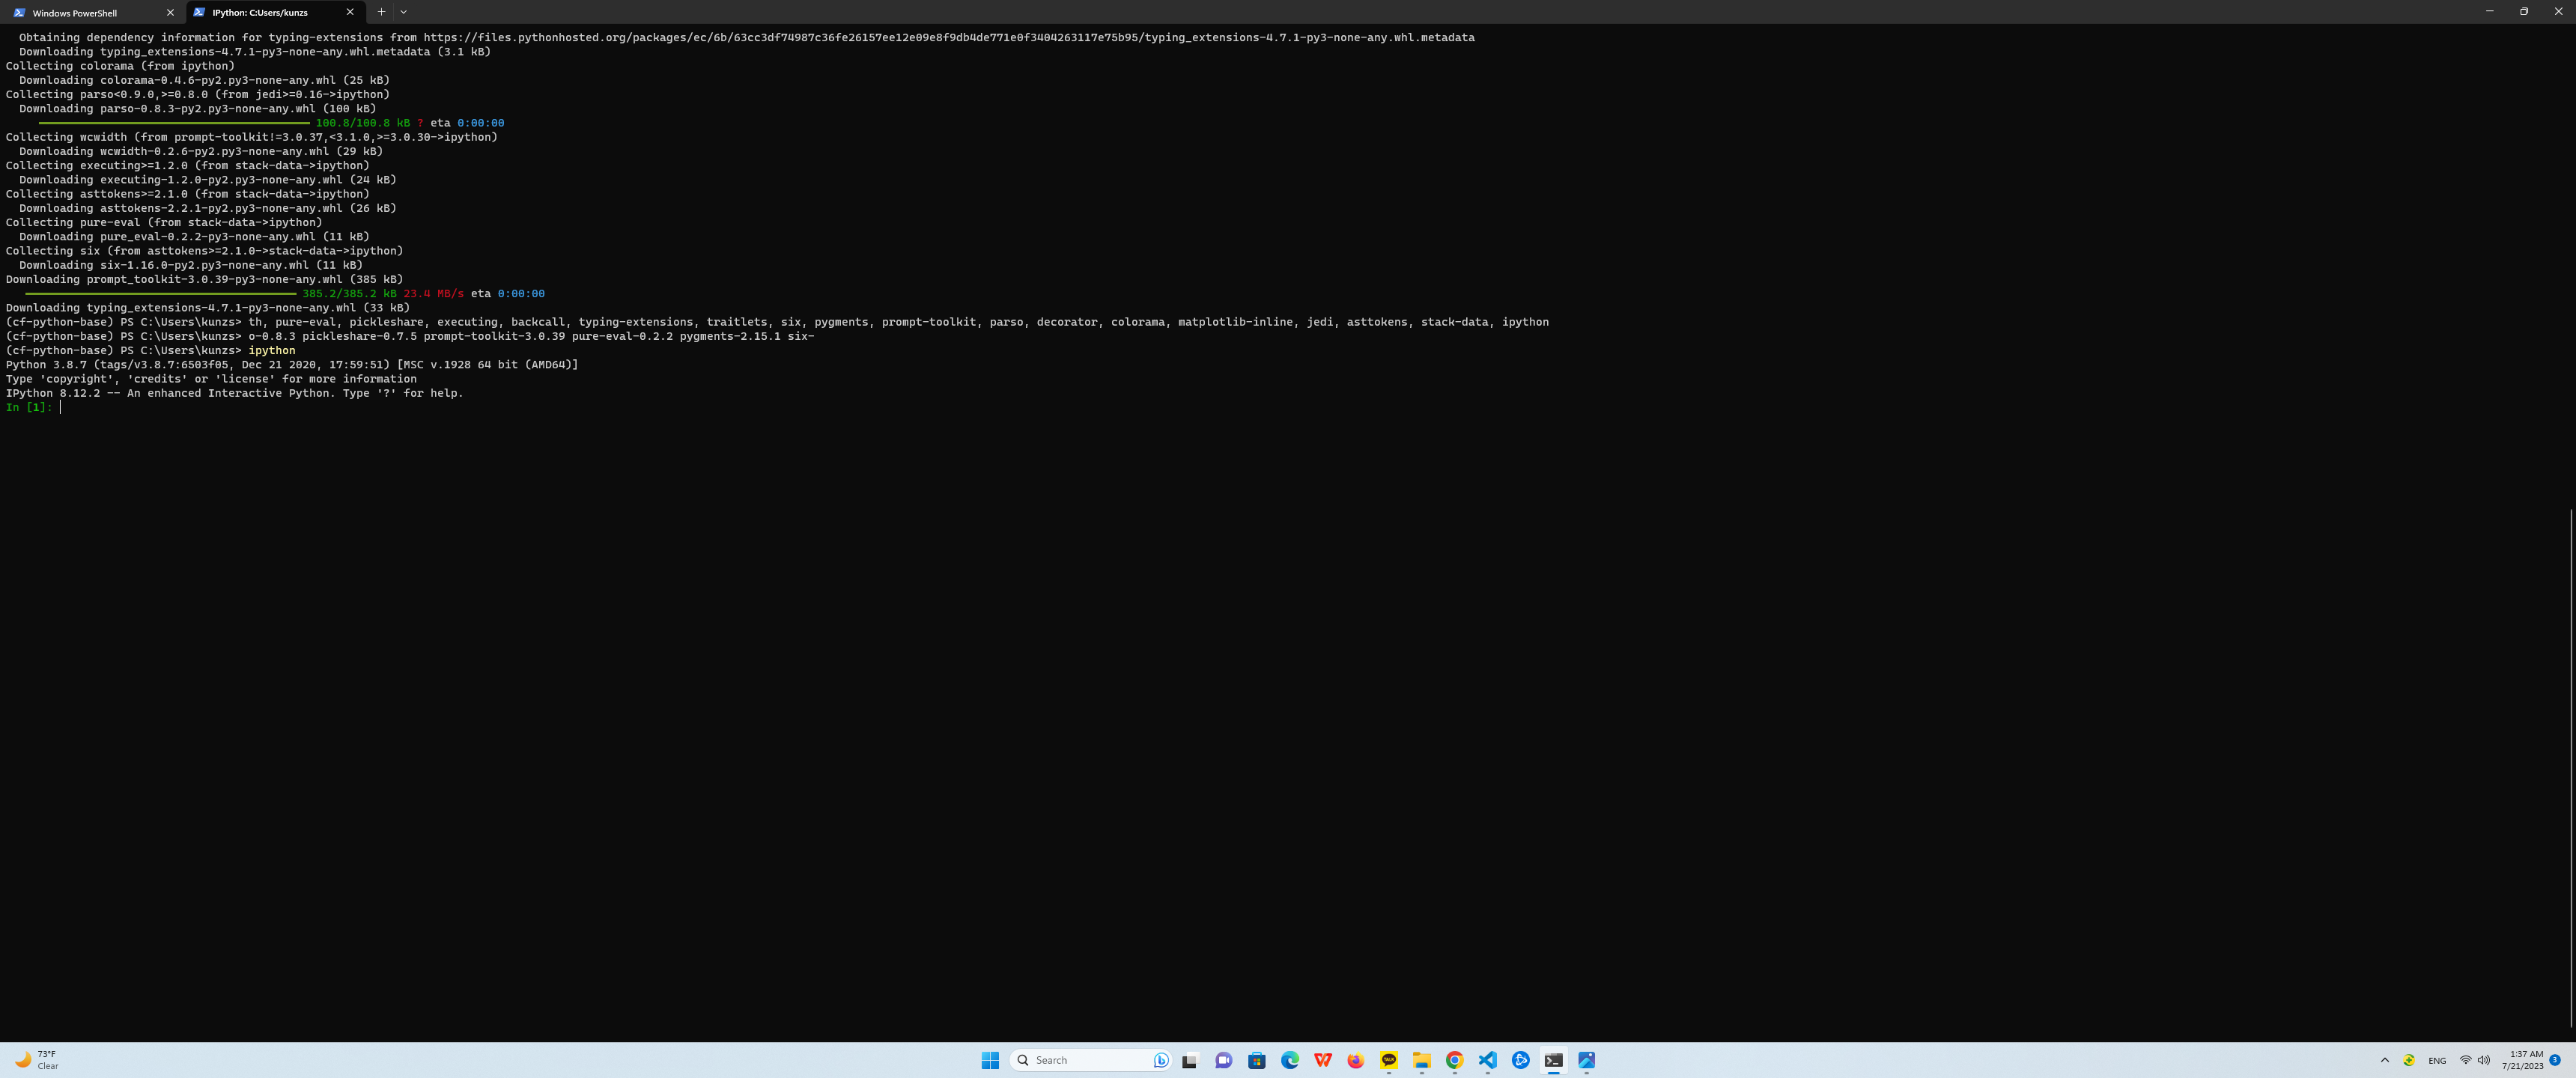 Windows PowerShell
IPython: C:Users/kunzs
Obtaining dependency information for typing-extensions from https://files.pythonhosted.org/packages/ec/6b/63cc3df74987c36fe26157ee12e09e8f9db4de771e0f3404263117e75b95/typing_extensions-4.7.1-py3-none-any.whl.metadata
Downloading typing_extensions-4.7.1-py3-none-any.whl.metadata (3.1 kB)
Collecting colorama (from ipython)
Downloading colorama-0.4.6-py2.py3-none-any.whl (25 kB)
Collecting parso<0.9.0,>=0.8.0 (from jedi>=0.16->ipython)
Downloading parso-0.8.3-py2.py3-none-any.whl (100 kB)
100.8/100.8 kB ? eta 0:00:00
Collecting wcwidth (from prompt-toolkit!=3.0.37,<3.1.0,>=3.0.30->ipython)
Downloading wcwidth-0.2.6-py2.py3-none-any.whl (29 kB)
Collecting executing>=1.2.0 (from stack-data->ipython)
Downloading executing-1.2.0-py2.py3-none-any.whl (24 kB)
Collecting asttokens>=2.1.0 (from stack-data->ipython)
Downloading asttokens-2.2.1-py2.py3-none-any.whl (26 kB)
Collecting pure-eval (from stack-data->ipython)
Downloading pure_eval-0.2.2-py3-none-any.whl (11 kB)
Collecting six (from asttokens>=2.1.0->stack-data->ipython)
Downloading six-1.16.0-py2.py3-none-any.whl (11 kB)
Downloading prompt_toolkit-3.0.39-py3-none-any.whl (385 kB)
385.2/385.2 kB 23.4 MB/s eta 0:00:00
Downloading typing_extensions-4.7.1-py3-none-any.whl (33 kB)
(cf-python-base) PS C:\Users\kunzs> th, pure-eval, pickleshare, executing, backcall, typing-extensions, traitlets, six, pygments, prompt-toolkit, parso, decorator, colorama, matplotlib-inline, jedi, asttokens, stack-data, ipython
(cf-python-base) PS C:\Users\kunzs> o-0.8.3 pickleshare-0.7.5 prompt-toolkit-3.0.39 pure-eval-0.2.2 pygments-2.15.1 six-
(cf-python-base) PS C:\Users\kunzs> ipython
Python 3.8.7 (tags/v3.8.7:6503f05, Dec 21 2020, 17:59:51) [MSC v.1928 64 bit (AMD64)]
Type 'copyright', 'credits' or 'license' for more information
IPython 8.12.2 -- An enhanced Interactive Python. Type '?' for help.
In [1]:
73°F
Clear
Search
TALK
ENG
1:37 AM
7/21/2023
3